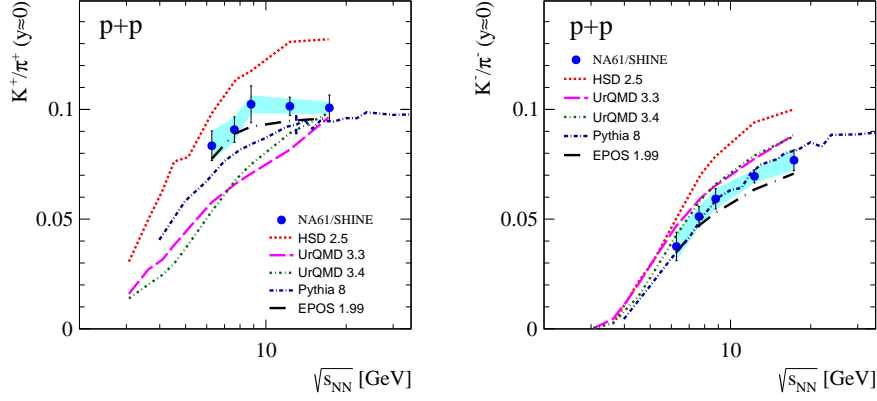 p+p
K⁺/π⁺ (y≈0)
0.1
0.05
0
NA61/SHINE
HSD 2.5
UrQMD 3.3
UrQMD 3.4
Pythia 8
EPOS 1.99
10
√s_NN [GeV]
p+p
K⁻/π⁻ (y≈0)
0.1
0.05
0
NA61/SHINE
HSD 2.5
UrQMD 3.3
UrQMD 3.4
Pythia 8
EPOS 1.99
10
√s_NN [GeV]